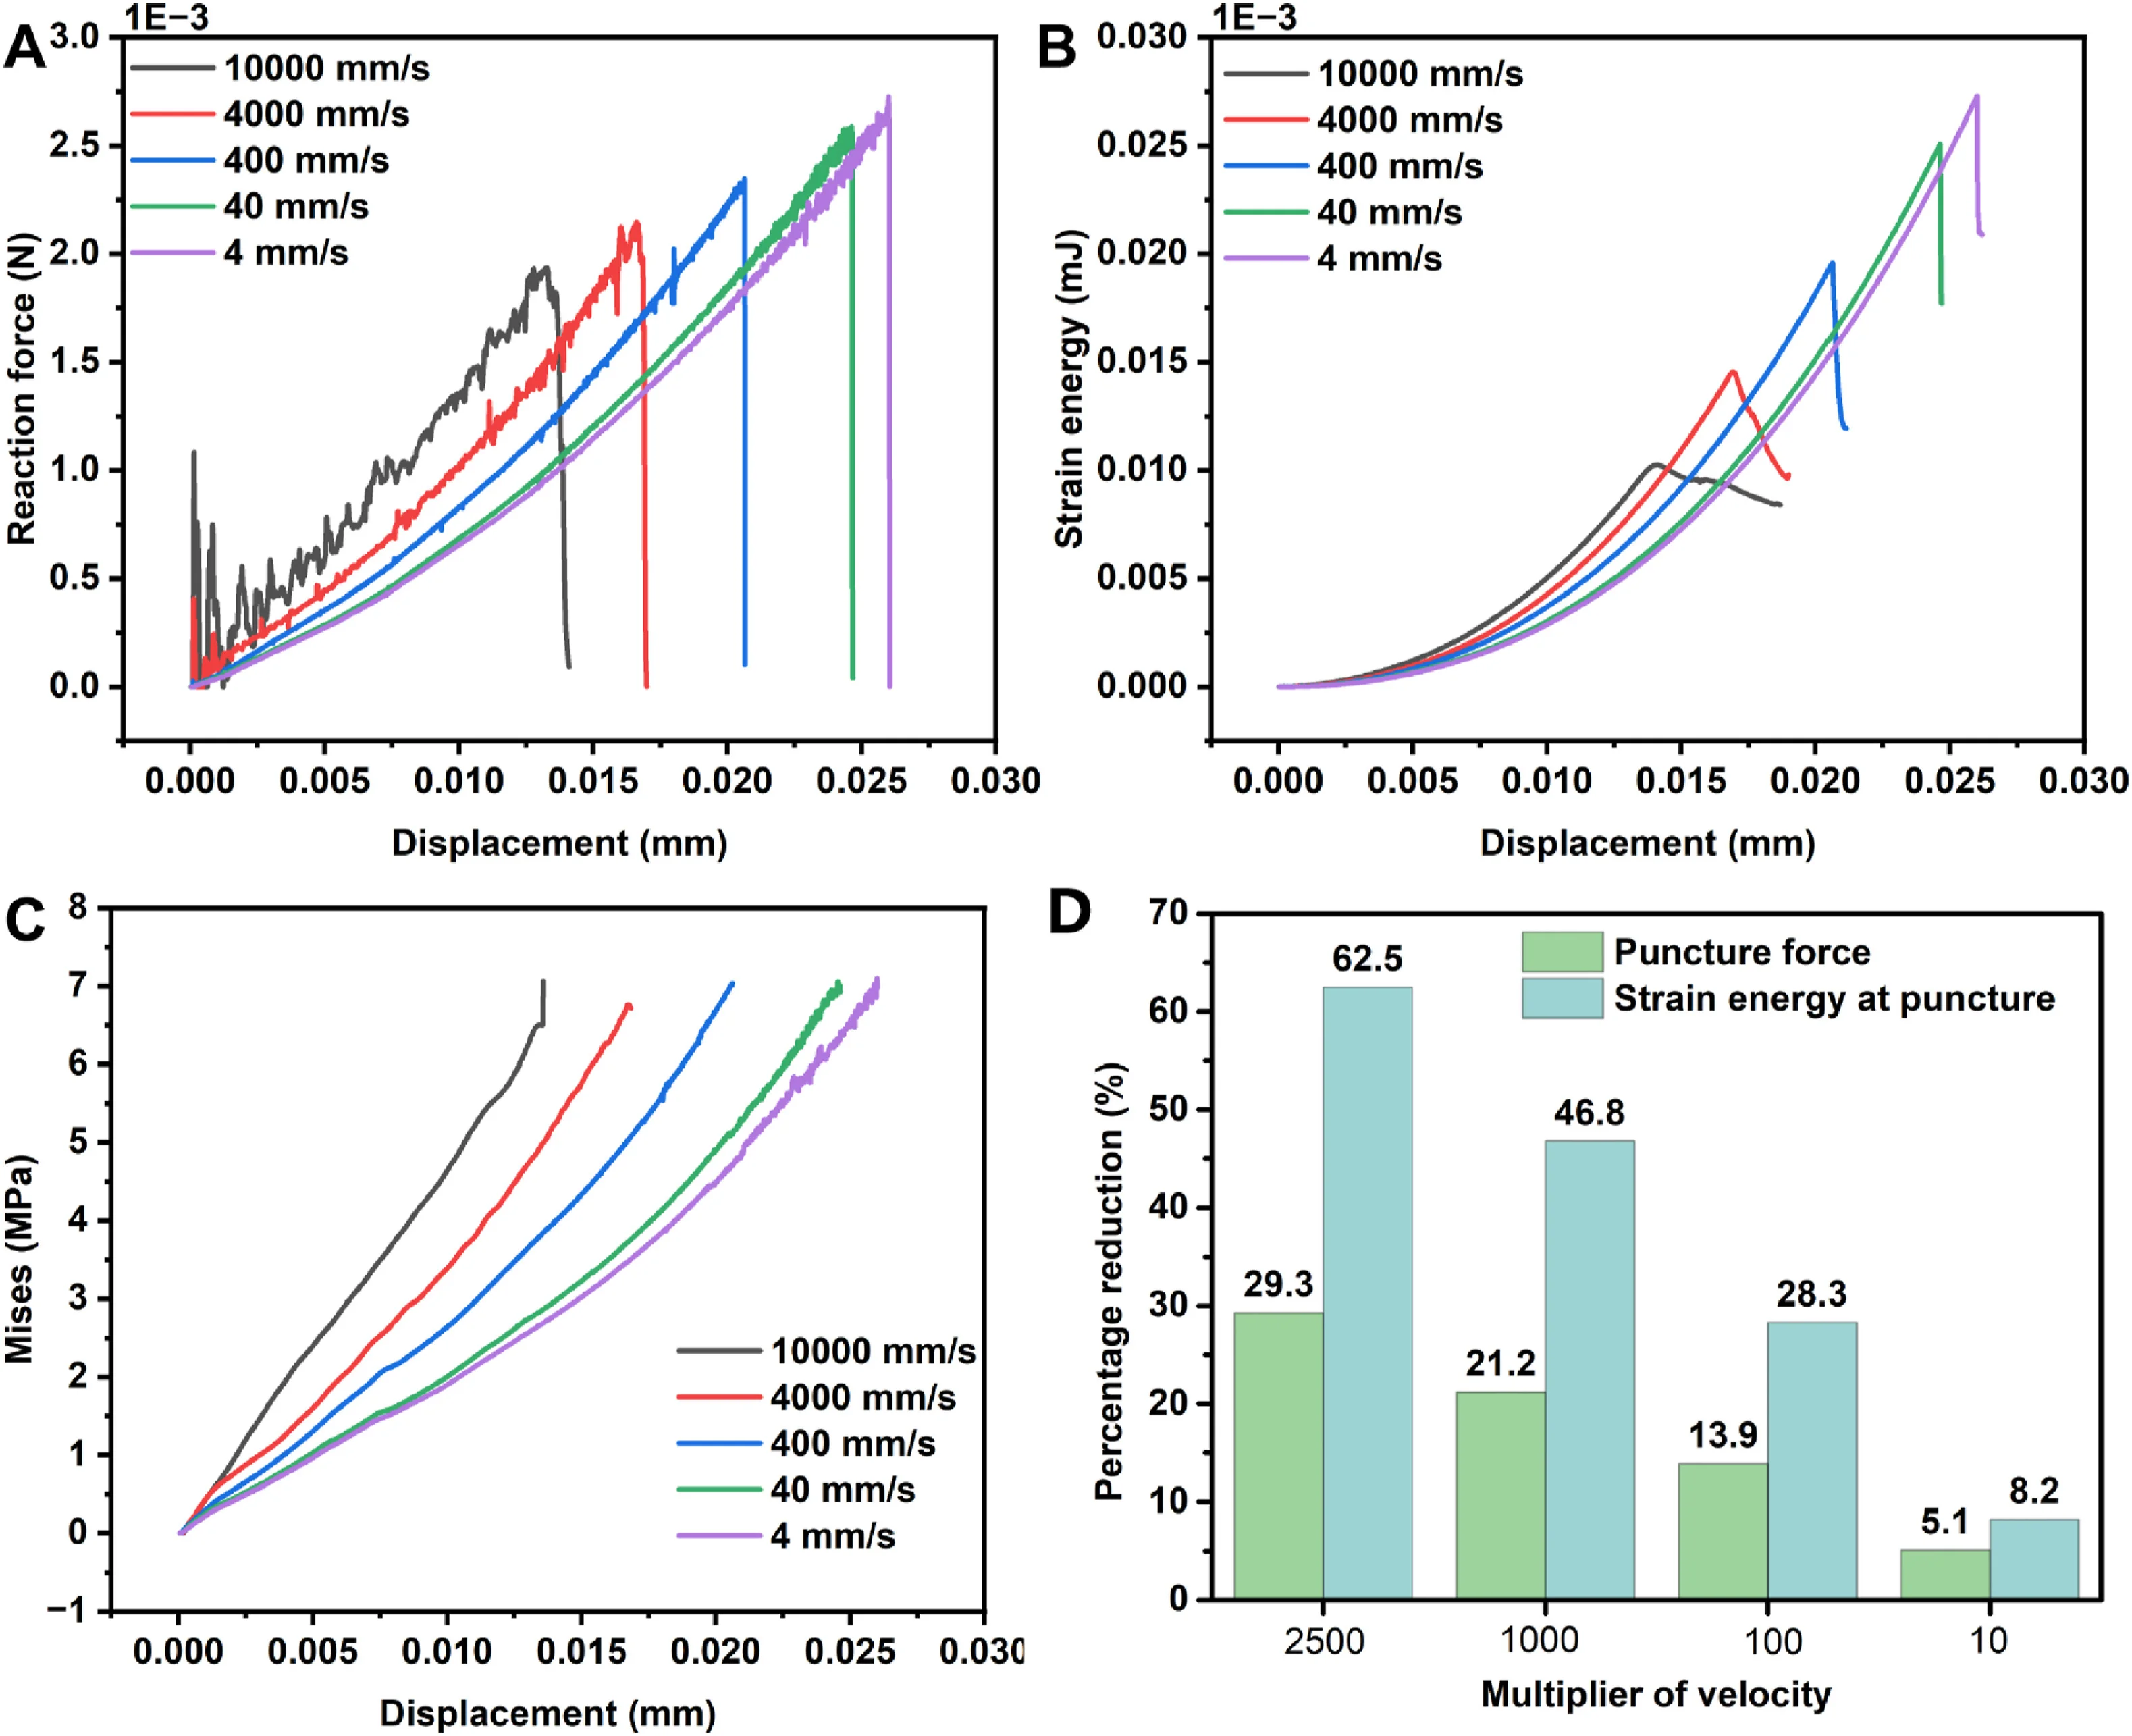 A
1E−3
3.0
2.5
2.0
1.5
1.0
0.5
0.0
Reaction force (N)
10000 mm/s
4000 mm/s
400 mm/s
40 mm/s
4 mm/s
0.000 0.005 0.010 0.015 0.020 0.025 0.030
Displacement (mm)
B
1E−3
0.030
0.025
0.020
0.015
0.010
0.005
0.000
Strain energy (mJ)
10000 mm/s
4000 mm/s
400 mm/s
40 mm/s
4 mm/s
0.000 0.005 0.010 0.015 0.020 0.025 0.030
Displacement (mm)
C
8
7
6
5
4
3
2
1
0
−1
Mises (MPa)
10000 mm/s
4000 mm/s
400 mm/s
40 mm/s
4 mm/s
0.000 0.005 0.010 0.015 0.020 0.025 0.030
Displacement (mm)
D
70
60
50
40
30
20
10
0
Percentage reduction (%)
Puncture force
Strain energy at puncture
29.3
62.5
21.2
46.8
13.9
28.3
5.1
8.2
2500 1000 100 10
Multiplier of velocity